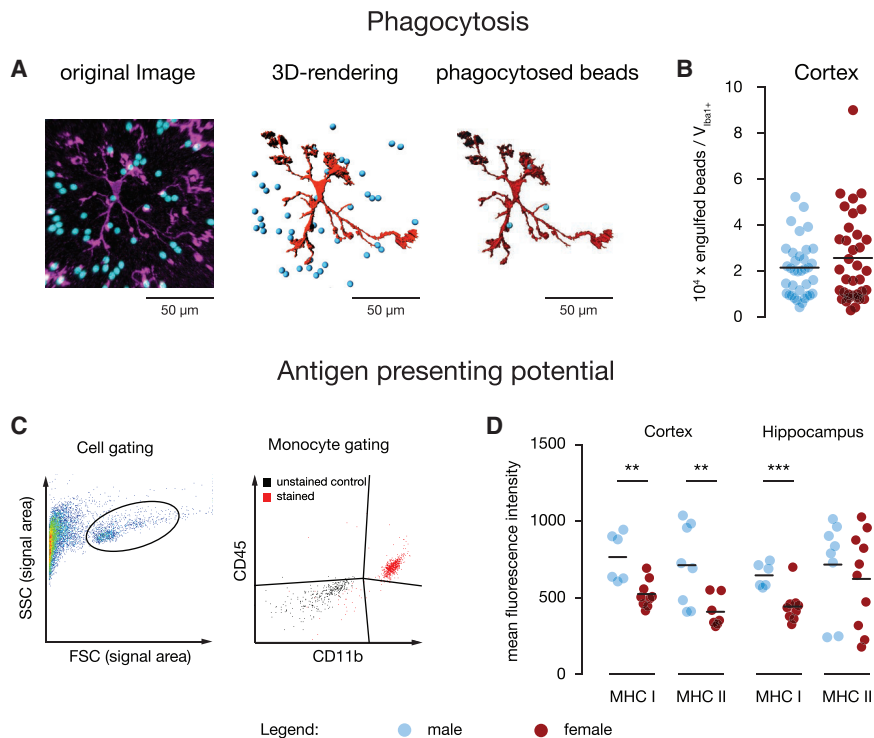 Phagocytosis
A
original Image
3D-rendering
phagocytosed beads
50 µm
50 µm
50 µm
B
Cortex
10
8
6
4
2
0
10⁴ x engulfed beads / V Iba1+
Antigen presenting potential
C
Cell gating
SSC (signal area)
FSC (signal area)
Monocyte gating
unstained control
stained
CD45
CD11b
D
Cortex
Hippocampus
1500
1000
500
0
mean fluorescence intensity
**
**
***
MHC I
MHC II
MHC I
MHC II
Legend:
male
female